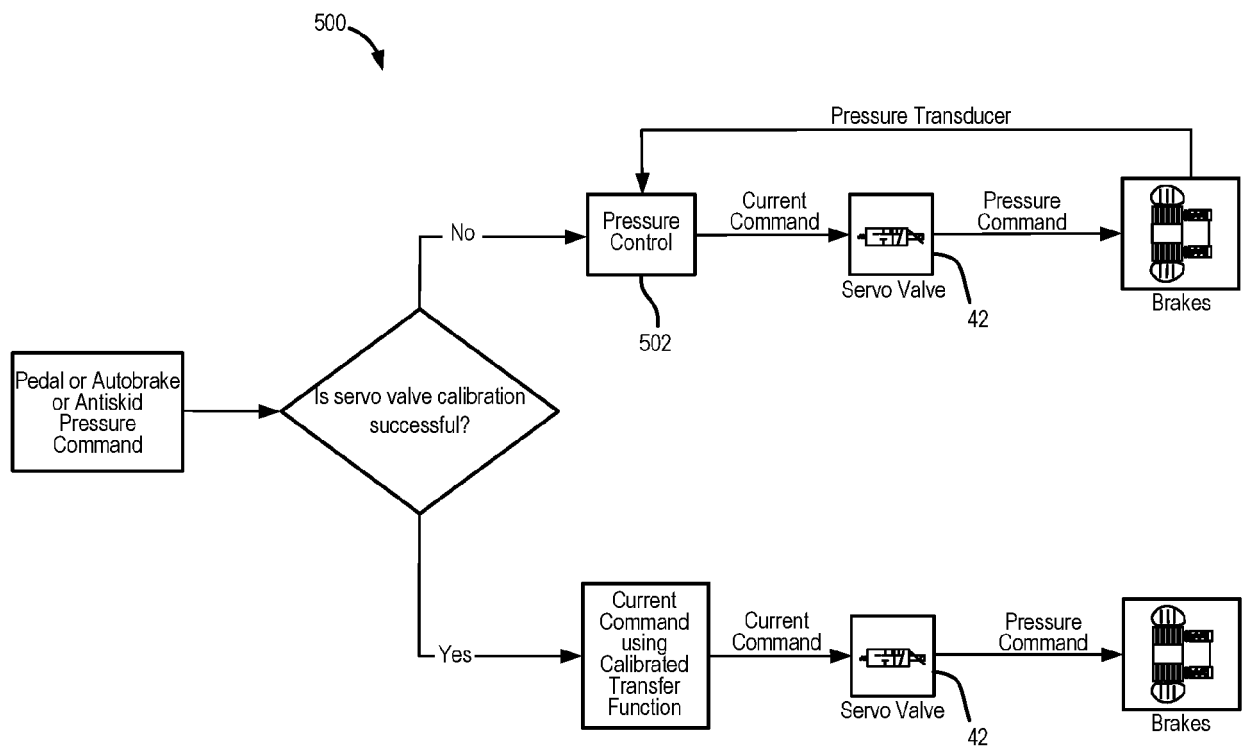 500
Pressure Transducer
Pressure
Control
502
Current
Command
Servo Valve
42
Pressure
Command
Brakes
No
Pedal or Autobrake
or Antiskid
Pressure
Command
Is servo valve calibration
successful?
Yes
Current
Command
using
Calibrated
Transfer
Function
Current
Command
Servo Valve
42
Pressure
Command
Brakes